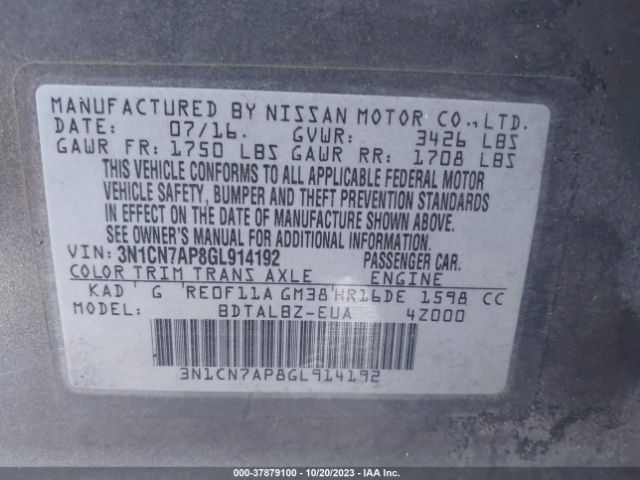 MANUFACTURED BY NISSAN MOTOR CO., LTD.
DATE: 07/16. GVWR: 3426 LBS
GAWR FR: 1750 LBS GAWR RR: 1708 LBS
THIS VEHICLE CONFORMS TO ALL APPLICABLE FEDERAL MOTOR
VEHICLE SAFETY, BUMPER AND THEFT PREVENTION STANDARDS
IN EFFECT ON THE DATE OF MANUFACTURE SHOWN ABOVE.
SEE OWNER'S MANUAL FOR ADDITIONAL INFORMATION.
VIN: 3N1CN7AP8GL914192 PASSENGER CAR.
COLOR TRIM TRANS AXLE ENGINE
KAD G RE0F11A GM38 HR16DE 1598 CC
MODEL: BDTALBZ-EUA 4Z000
3N1CN7AP8GL914192
000-37879100 - 10/20/2023 - IAA Inc.